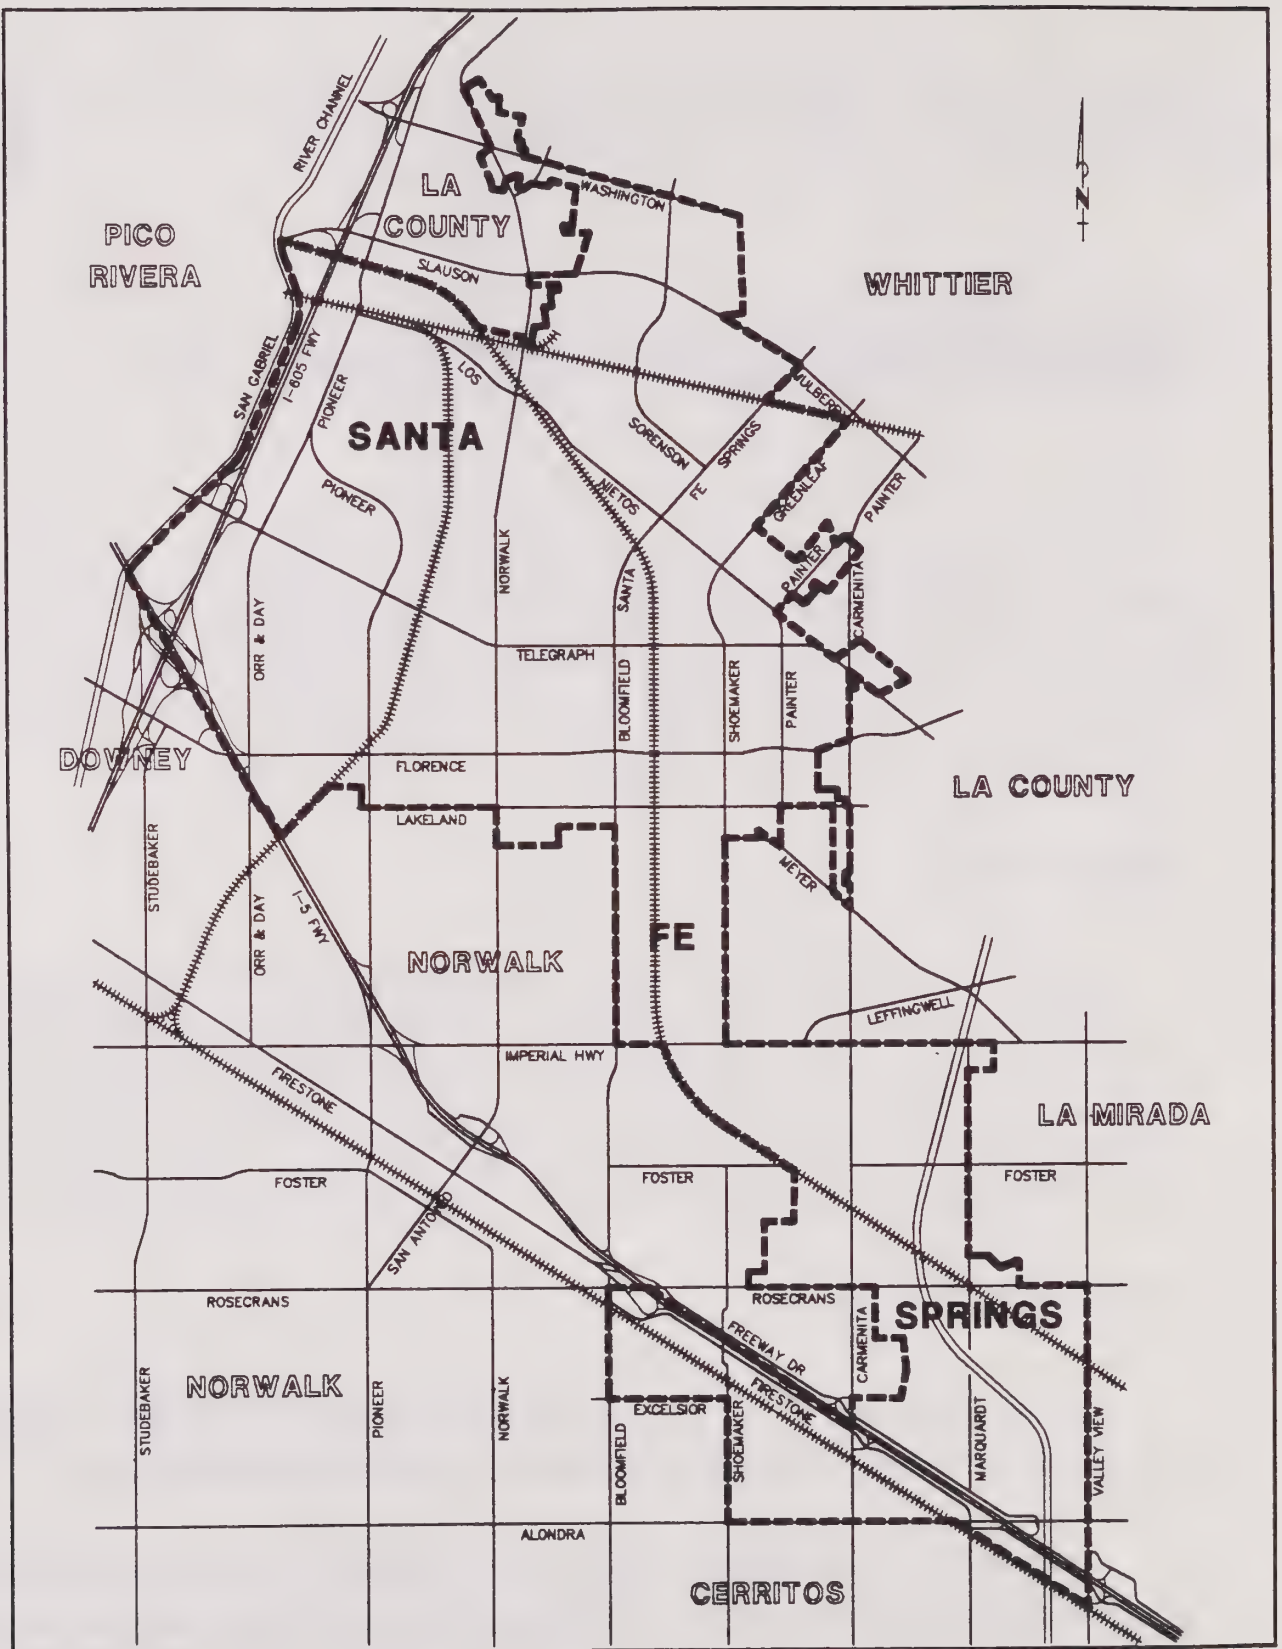 RIVER CHANNEL
LA
COUNTY
WASHINGTON
-N-
PICO
RIVERA
SLAUSON
WHITTIER
SAN GABRIEL
I-605 FWY
LOS
MULBERRY
PIONEER
SANTA
SORENSON
SPRINGS
FE
GREENLEAF
PAINTER
PIONEER
NIETOS
NORWALK
SANTA
PAINTER
CARMENITA
ORR & DAY
TELEGRAPH
BLOOMFIELD
SHOEMAKER
PAINTER
DOWNEY
FLORENCE
LA COUNTY
LAKELAND
STUDEBAKER
MEYER
ORR & DAY
I-5 FWY
NORWALK
FE
LEFFINGWELL
IMPERIAL HWY
FIRESTONE
LA MIRADA
FOSTER
FOSTER
FOSTER
SAN ANTONIO
ROSECRANS
ROSECRANS
SPRINGS
FREEWAY DR
CARMENITA
NORWALK
FIRESTONE
EXCELSIOR
STUDEBAKER
PIONEER
NORWALK
BLOOMFIELD
SHOEMAKER
MARQUARDT
VALLEY VIEW
ALONDRA
CERRITOS